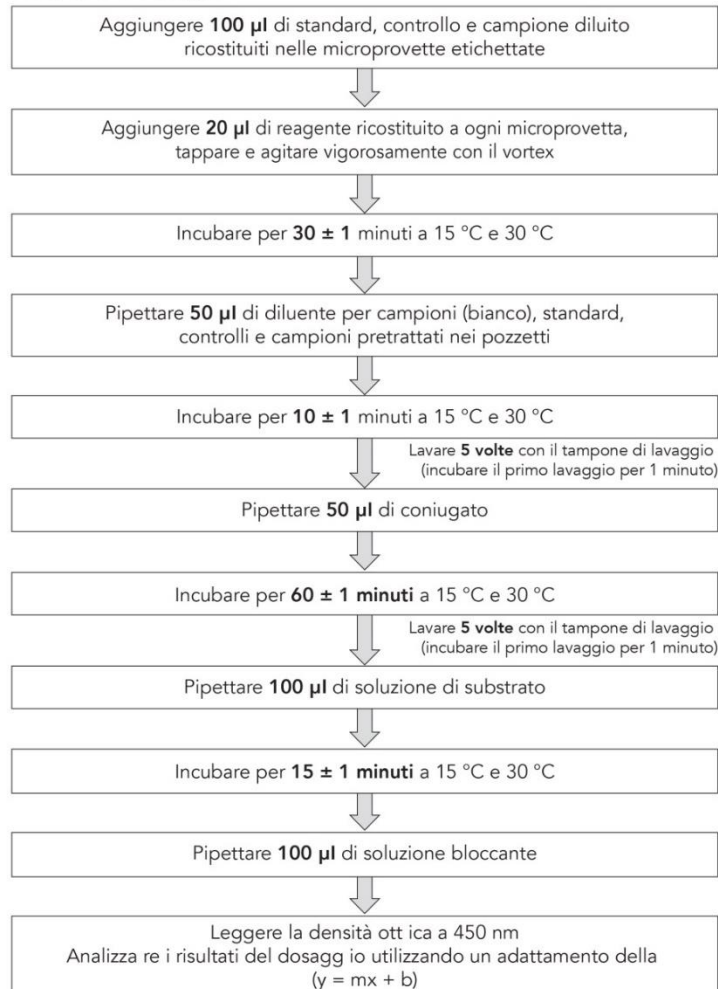 Aggiungere 100 µl di standard, controllo e campione diluito
ricostituiti nelle microprovette etichettate
Aggiungere 20 µl di reagente ricostituito a ogni microprovetta,
tappare e agitare vigorosamente con il vortex
Incubare per 30 ± 1 minuti a 15 °C e 30 °C
Pipettare 50 µl di diluente per campioni (bianco), standard,
controlli e campioni pretrattati nei pozzetti
Incubare per 10 ± 1 minuti a 15 °C e 30 °C
Lavare 5 volte con il tampone di lavaggio
(incubare il primo lavaggio per 1 minuto)
Pipettare 50 µl di coniugato
Incubare per 60 ± 1 minuti a 15 °C e 30 °C
Lavare 5 volte con il tampone di lavaggio
(incubare il primo lavaggio per 1 minuto)
Pipettare 100 µl di soluzione di substrato
Incubare per 15 ± 1 minuti a 15 °C e 30 °C
Pipettare 100 µl di soluzione bloccante
Leggere la densità ott ica a 450 nm
Analizza re i risultati del dosagg io utilizzando un adattamento della
(y = mx + b)